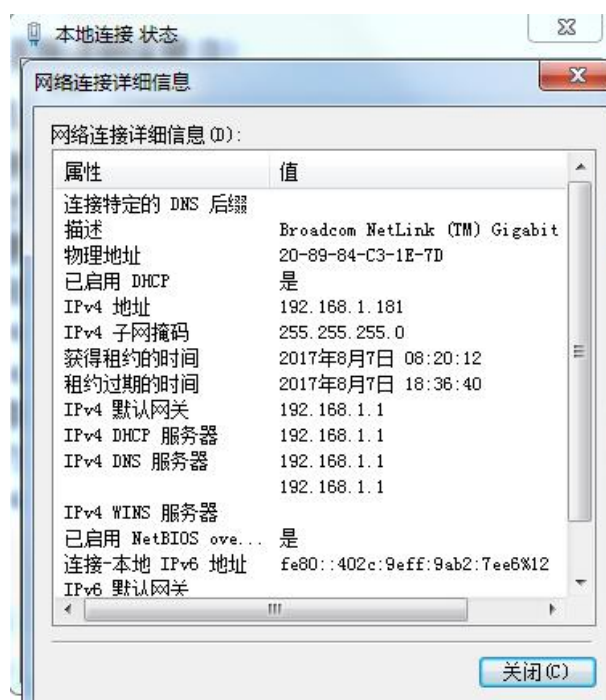 本地连接 状态
网络连接详细信息
网络连接详细信息(D):
属性 值
连接特定的 DNS 后缀
描述 Broadcom NetLink (TM) Gigabit
物理地址 20-89-84-C3-1E-7D
已启用 DHCP 是
IPv4 地址 192.168.1.181
IPv4 子网掩码 255.255.255.0
获得租约的时间 2017年8月7日 08:20:12
租约过期的时间 2017年8月7日 18:36:40
IPv4 默认网关 192.168.1.1
IPv4 DHCP 服务器 192.168.1.1
IPv4 DNS 服务器 192.168.1.1
192.168.1.1
IPv4 WINS 服务器
已启用 NetBIOS ove... 是
连接-本地 IPv6 地址 fe80::402c:9eff:9ab2:7ee6%12
IPv6 默认网关
关闭(C)